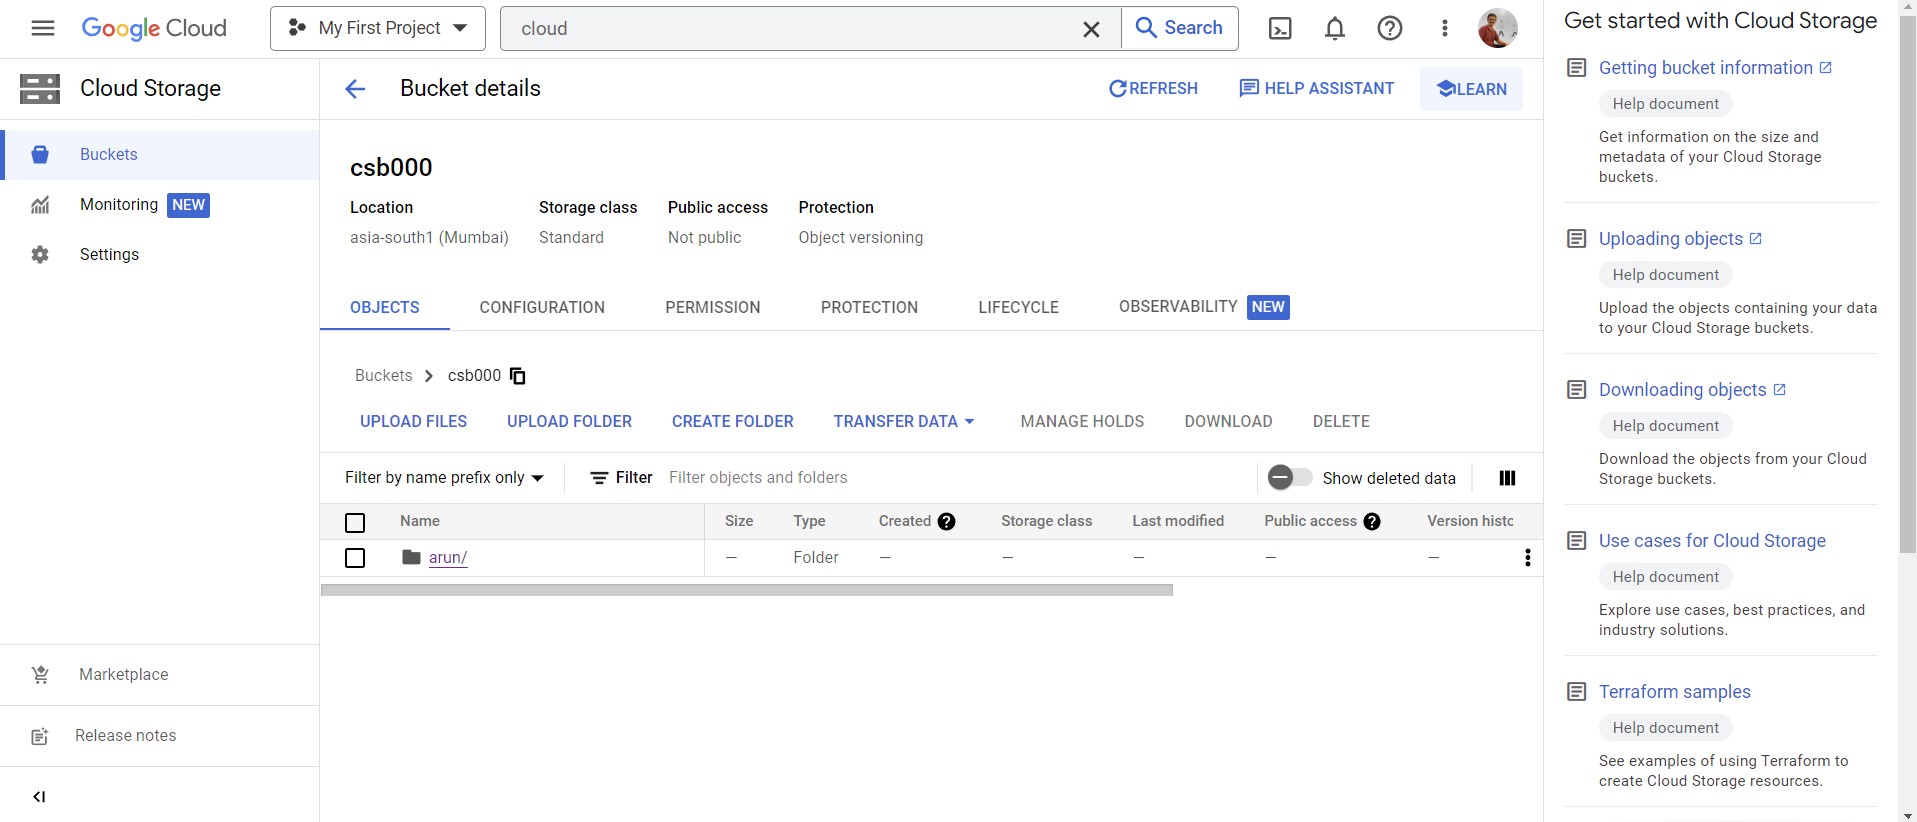 Google Cloud
My First Project
cloud
Search
Cloud Storage
Buckets
Monitoring NEW
Settings
Marketplace
Release notes
Bucket details
REFRESH
HELP ASSISTANT
LEARN
csb000
Location Storage class Public access Protection
asia-south1 (Mumbai) Standard Not public Object versioning
OBJECTS CONFIGURATION PERMISSION PROTECTION LIFECYCLE OBSERVABILITY NEW
Buckets > csb000
UPLOAD FILES UPLOAD FOLDER CREATE FOLDER TRANSFER DATA MANAGE HOLDS DOWNLOAD DELETE
Filter by name prefix only Filter Filter objects and folders Show deleted data
Name Size Type Created Storage class Last modified Public access Version histo
arun/ — Folder — — — — —
Get started with Cloud Storage
Getting bucket information
Help document
Get information on the size and
metadata of your Cloud Storage
buckets.
Uploading objects
Help document
Upload the objects containing your data
to your Cloud Storage buckets.
Downloading objects
Help document
Download the objects from your Cloud
Storage buckets.
Use cases for Cloud Storage
Help document
Explore use cases, best practices, and
industry solutions.
Terraform samples
Help document
See examples of using Terraform to
create Cloud Storage resources.